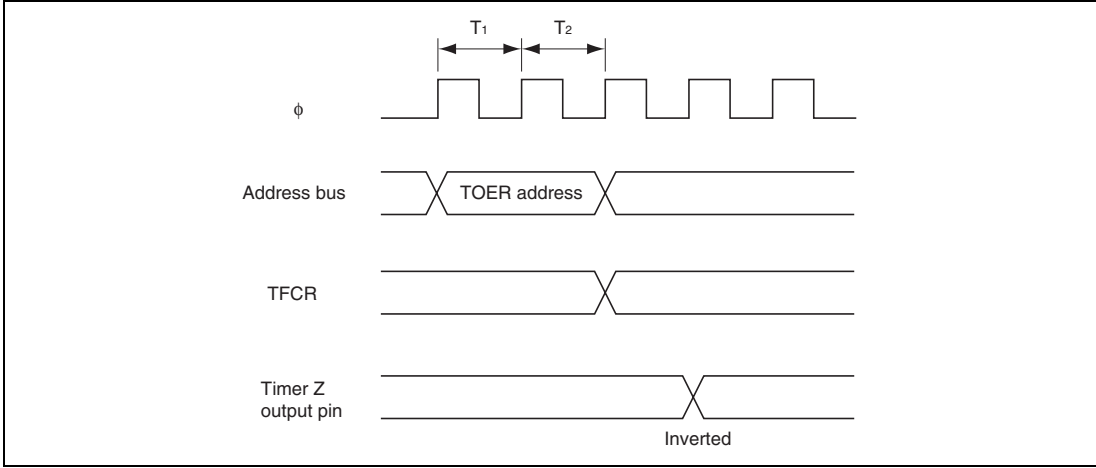 T1 T2
ϕ
Address bus TOER address
TFCR
Timer Z
output pin
Inverted